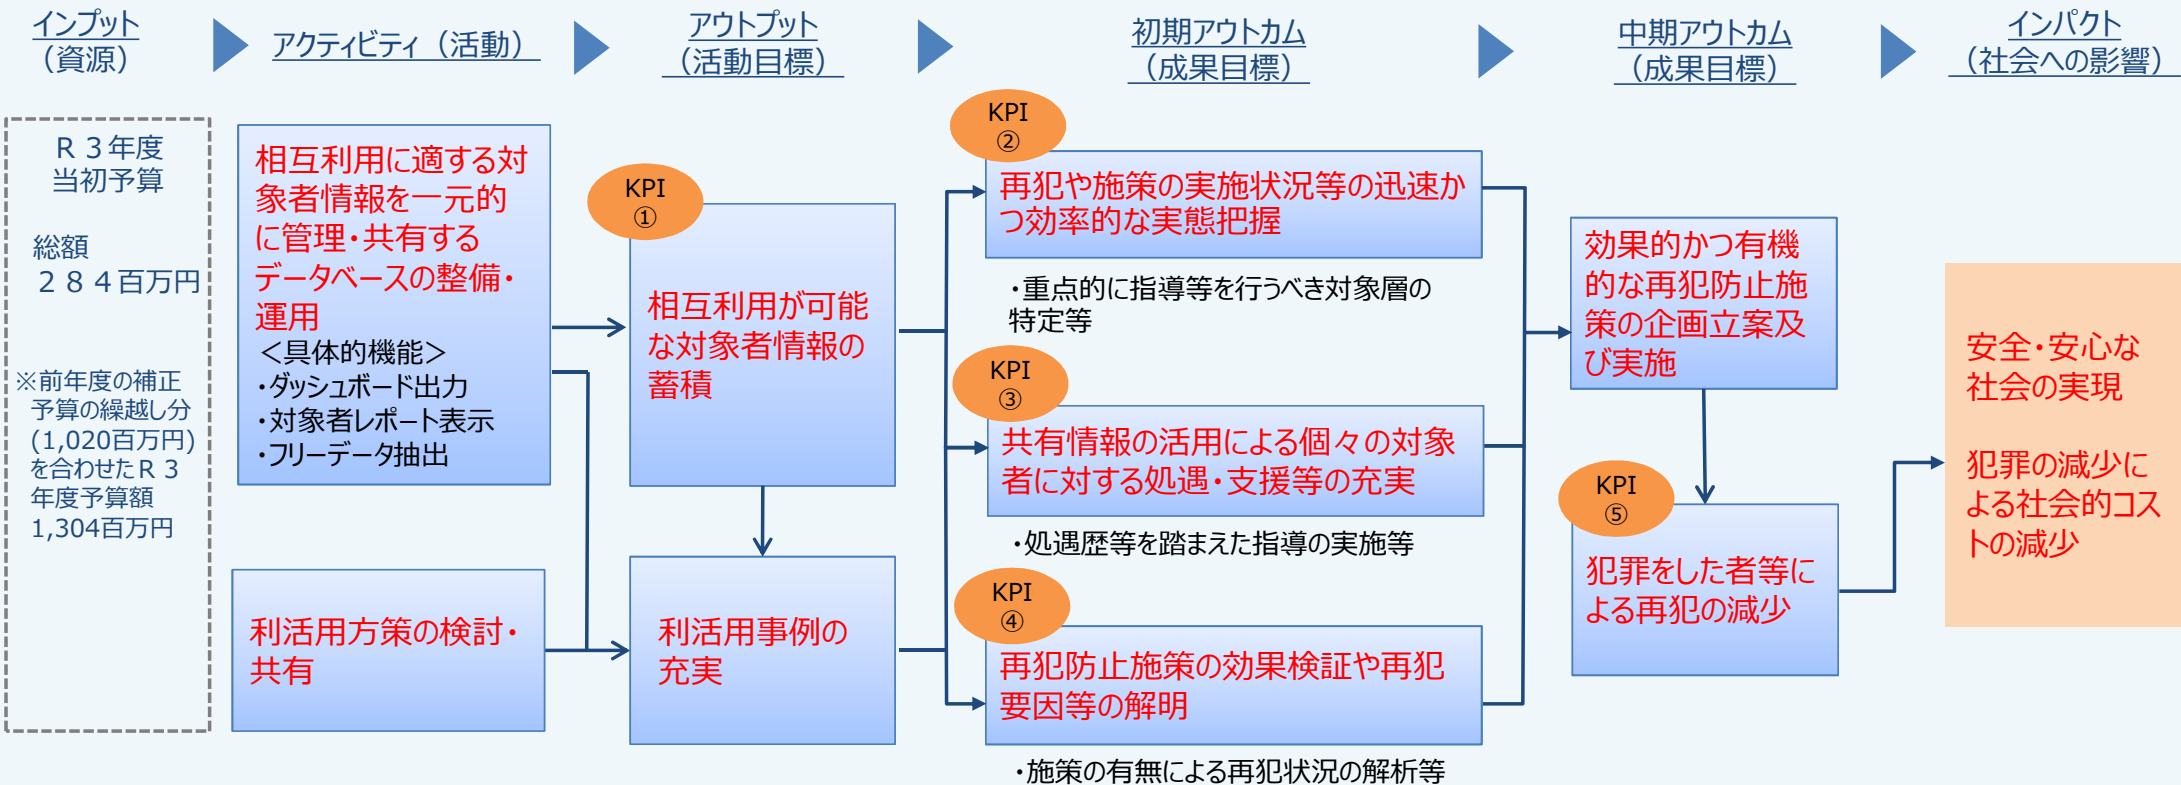 インプット
（資源）
アクティビティ（活動）
アウトプット
（活動目標）
初期アウトカム
（成果目標）
中期アウトカム
（成果目標）
インパクト
（社会への影響）
Ｒ３年度
当初予算
総額
２８４百万円
※前年度の補正
予算の繰越し分
(1,020百万円)
を合わせたＲ３
年度予算額
1,304百万円
相互利用に適する対
象者情報を一元的
に管理・共有する
データベースの整備・
運用
＜具体的機能＞
・ダッシュボード出力
・対象者レポート表示
・フリーデータ抽出
利活用方策の検討・
共有
KPI
①
相互利用が可能
な対象者情報の
蓄積
利活用事例の
充実
KPI
②
再犯や施策の実施状況等の迅速か
つ効率的な実態把握
・重点的に指導等を行うべき対象層の
特定等
KPI
③
共有情報の活用による個々の対象
者に対する処遇・支援等の充実
・処遇歴等を踏まえた指導の実施等
KPI
④
再犯防止施策の効果検証や再犯
要因等の解明
・施策の有無による再犯状況の解析等
効果的かつ有機
的な再犯防止施
策の企画立案及
び実施
KPI
⑤
犯罪をした者等に
よる再犯の減少
安全・安心な
社会の実現
犯罪の減少に
よる社会的コス
トの減少